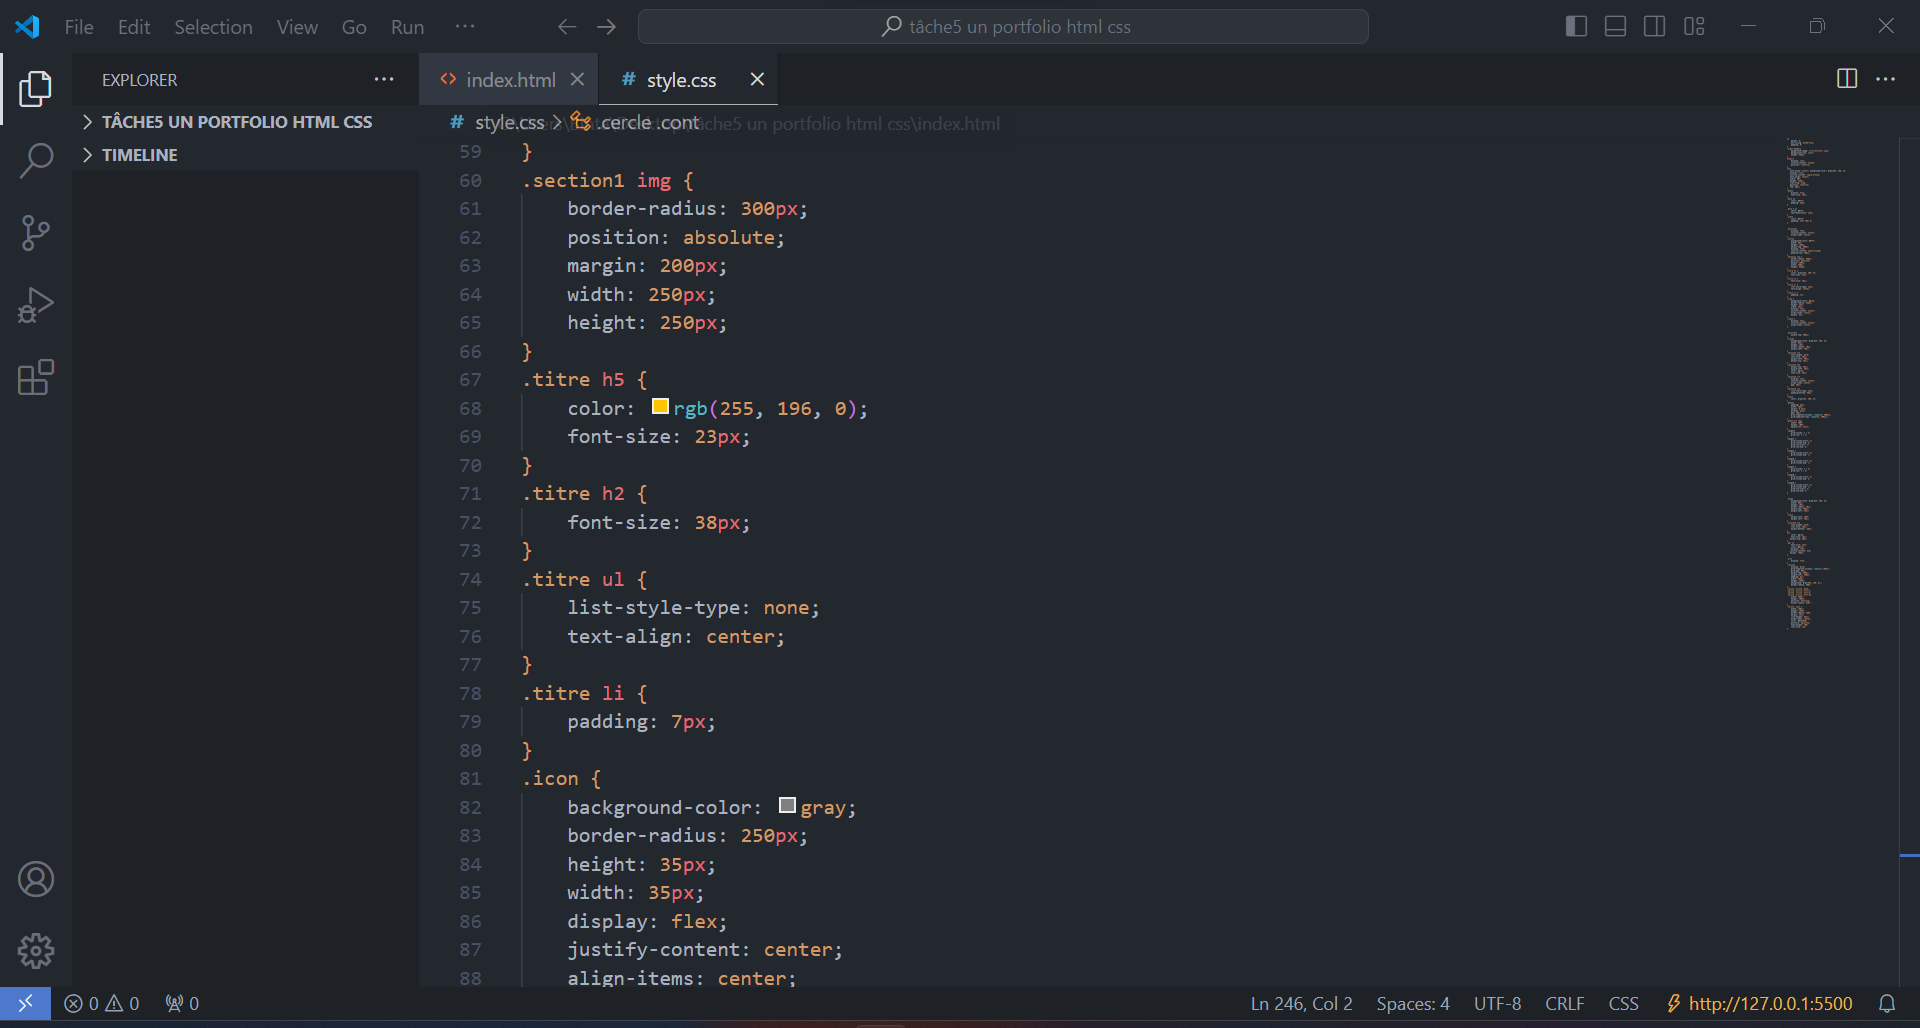 File Edit Selection View Go Run ··· tâche5 un portfolio html css
EXPLORER ···
TÂCHE5 UN PORTFOLIO HTML CSS
TIMELINE
<> index.html
# style.css
# style.css > .cercle .cont
un portfolio html css\index.html
59 }
60 .section1 img {
61 border-radius: 300px;
62 position: absolute;
63 margin: 200px;
64 width: 250px;
65 height: 250px;
66 }
67 .titre h5 {
68 color: rgb(255, 196, 0);
69 font-size: 23px;
70 }
71 .titre h2 {
72 font-size: 38px;
73 }
74 .titre ul {
75 list-style-type: none;
76 text-align: center;
77 }
78 .titre li {
79 padding: 7px;
80 }
81 .icon {
82 background-color: gray;
83 border-radius: 250px;
84 height: 35px;
85 width: 35px;
86 display: flex;
87 justify-content: center;
88 align-items: center;
0 0 0 Ln 246, Col 2 Spaces: 4 UTF-8 CRLF CSS http://127.0.0.1:5500